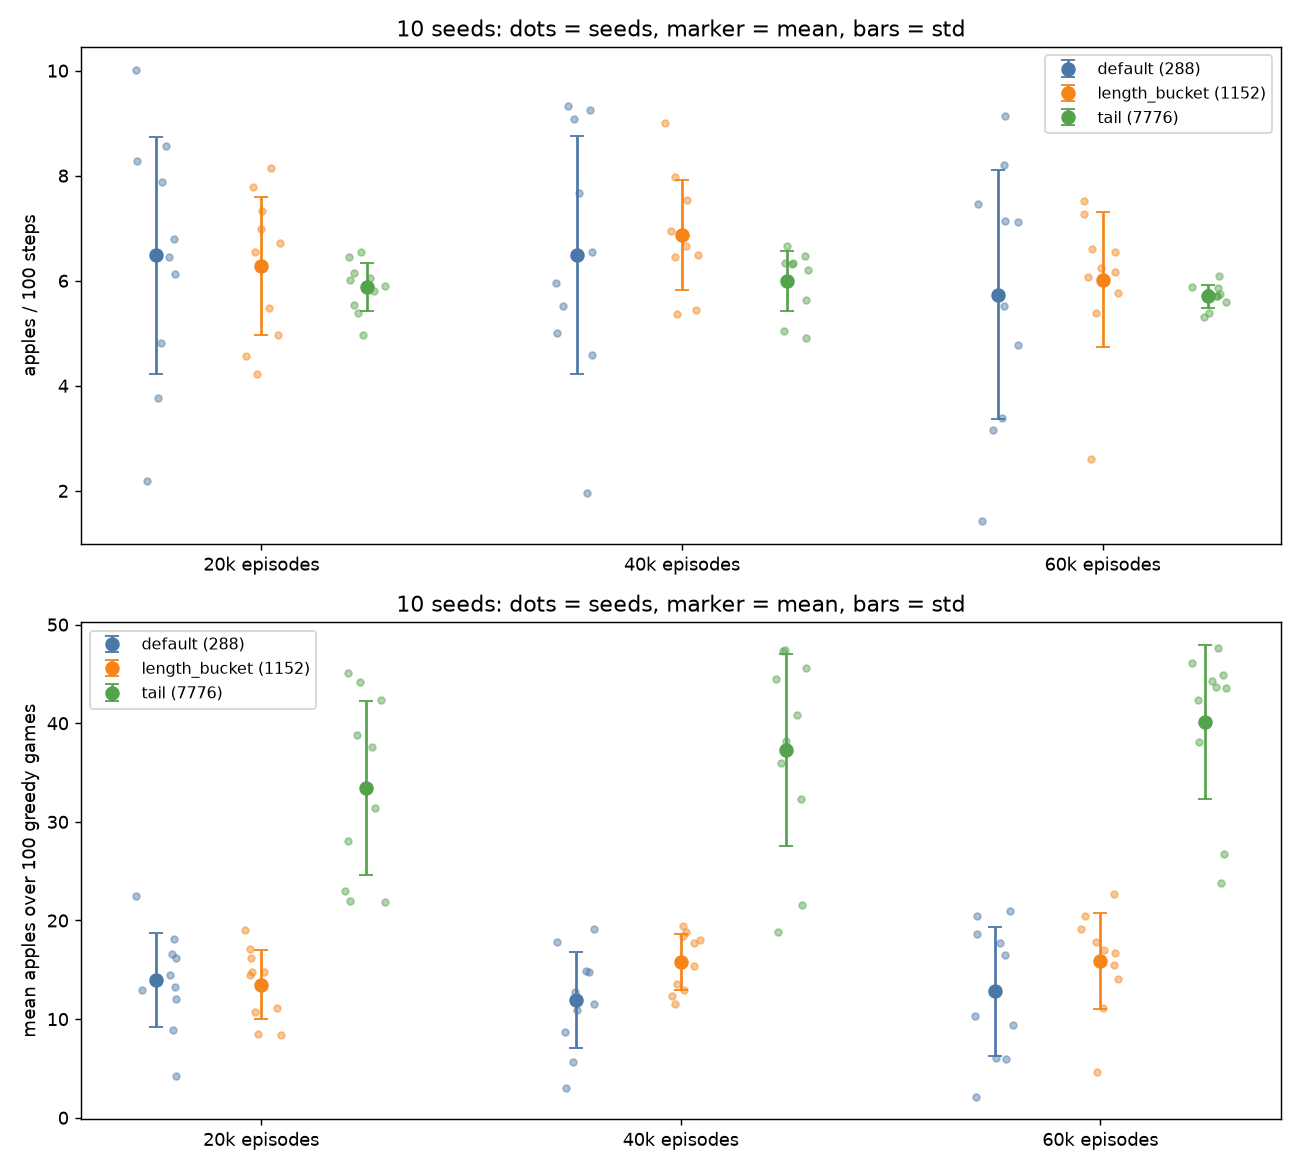 10 seeds: dots = seeds, marker = mean, bars = std
10
8
6
4
2
apples / 100 steps
default (288)
length_bucket (1152)
tail (7776)
20k episodes
40k episodes
60k episodes
10 seeds: dots = seeds, marker = mean, bars = std
50
40
30
20
10
0
mean apples over 100 greedy games
default (288)
length_bucket (1152)
tail (7776)
20k episodes
40k episodes
60k episodes